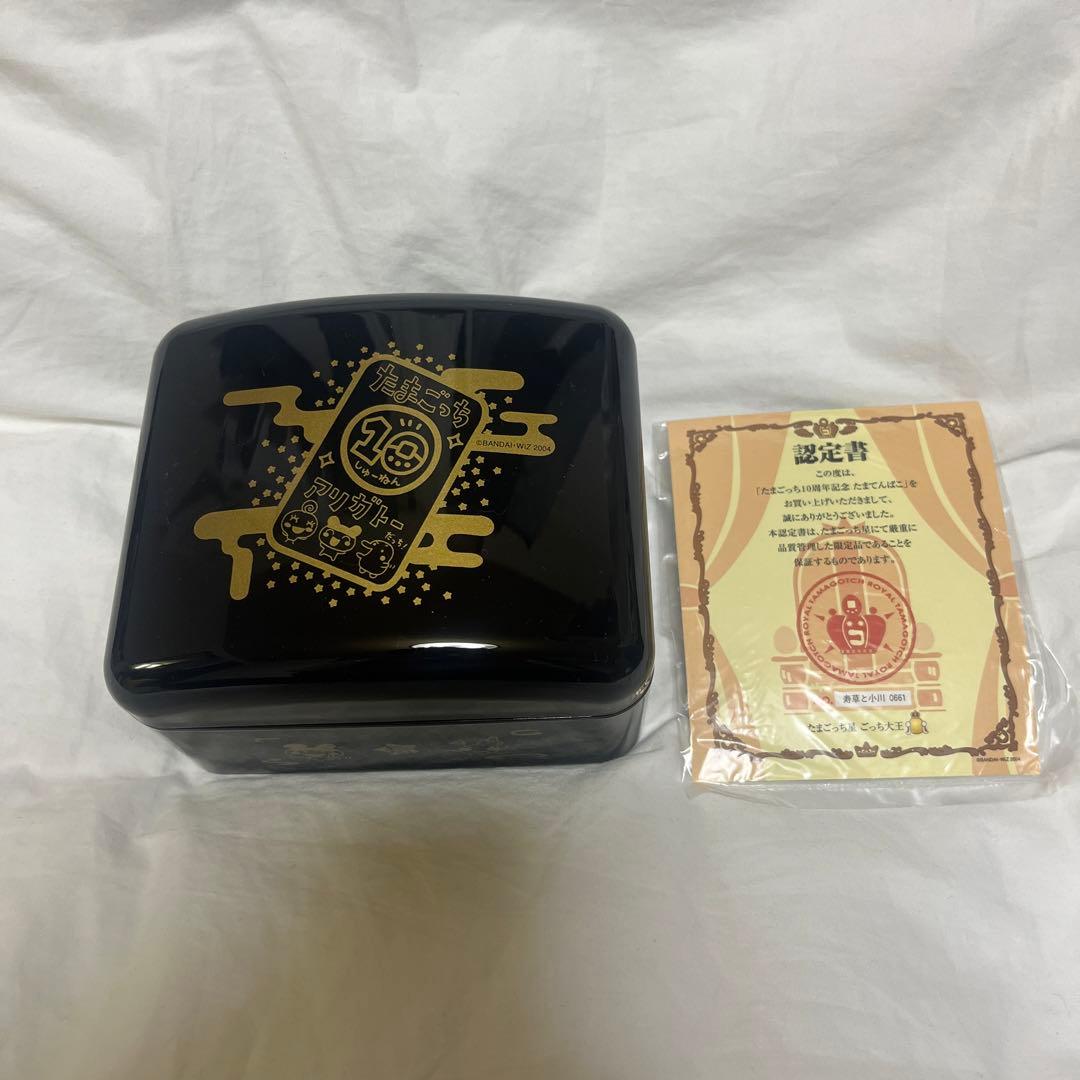 たまごっち
10
しゅーねん
アリガトー
だっち!
©BANDAI・WiZ 2004
認定書
この度は、
「たまごっち10周年記念 たまてんばこ」を
お買い上げいただきまして、
誠にありがとうございました。
本認定書は、たまごっち星にて厳重に
品質管理した限定品であることを
保証するものであります。
ROYAL TAMAGOTCH ROYAL TAMAGOTCH ROYAL TAMAGOTCH
寿草と小川 0661
たまごっち星 ごっち大王
©BANDAI・WiZ 2004